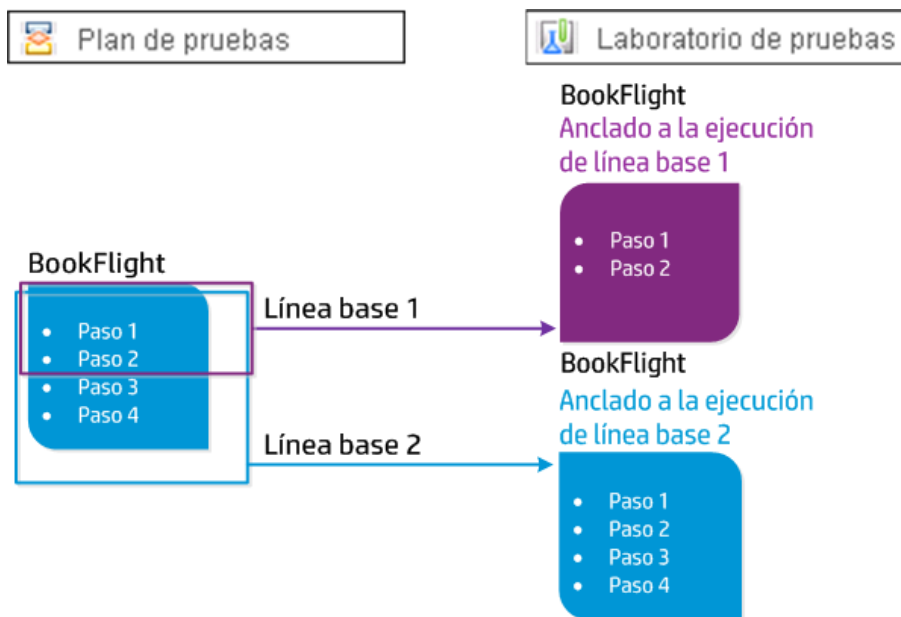 Plan de pruebas
Laboratorio de pruebas
BookFlight
Anclado a la ejecución
de línea base 1
• Paso 1
• Paso 2
BookFlight
• Paso 1
• Paso 2
• Paso 3
• Paso 4
Línea base 1
Línea base 2
BookFlight
Anclado a la ejecución
de línea base 2
• Paso 1
• Paso 2
• Paso 3
• Paso 4